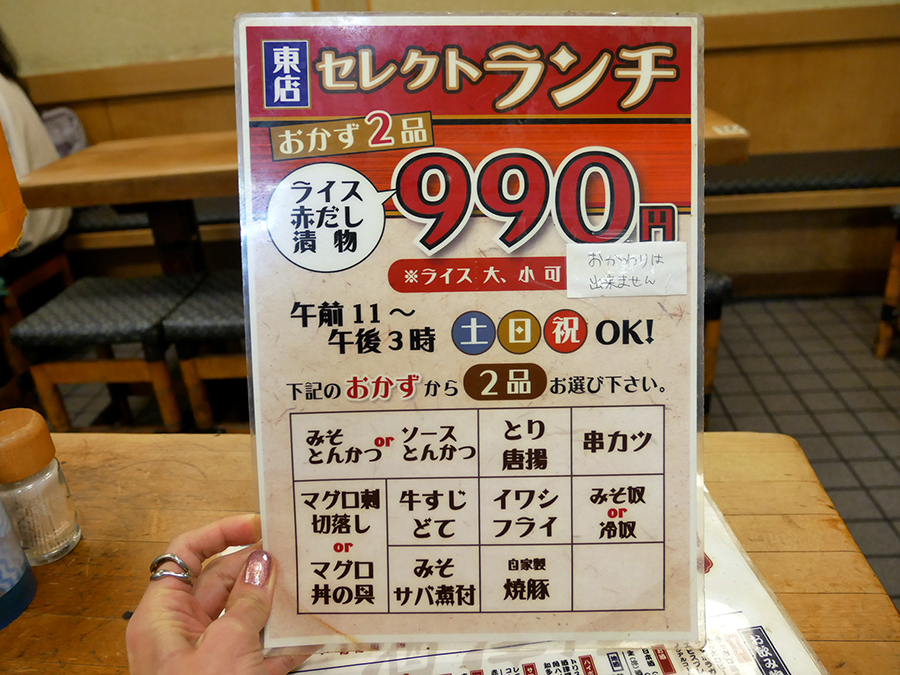 東店
セレクトランチ
おかず2品
ライス
赤だし
漬物
990円
※ライス 大、小 可
おかわりは
出来ません
午前11〜
午後3時
土日祝OK!
下記のおかずから2品お選び下さい。
みそとんかつ or ソースとんかつ
とり唐揚
串カツ
マグロ刺切落し
or
マグロ丼の具
牛すじどて
イワシフライ
みそ奴
or
冷奴
みそサバ煮付
自家製
焼豚
お飲み物